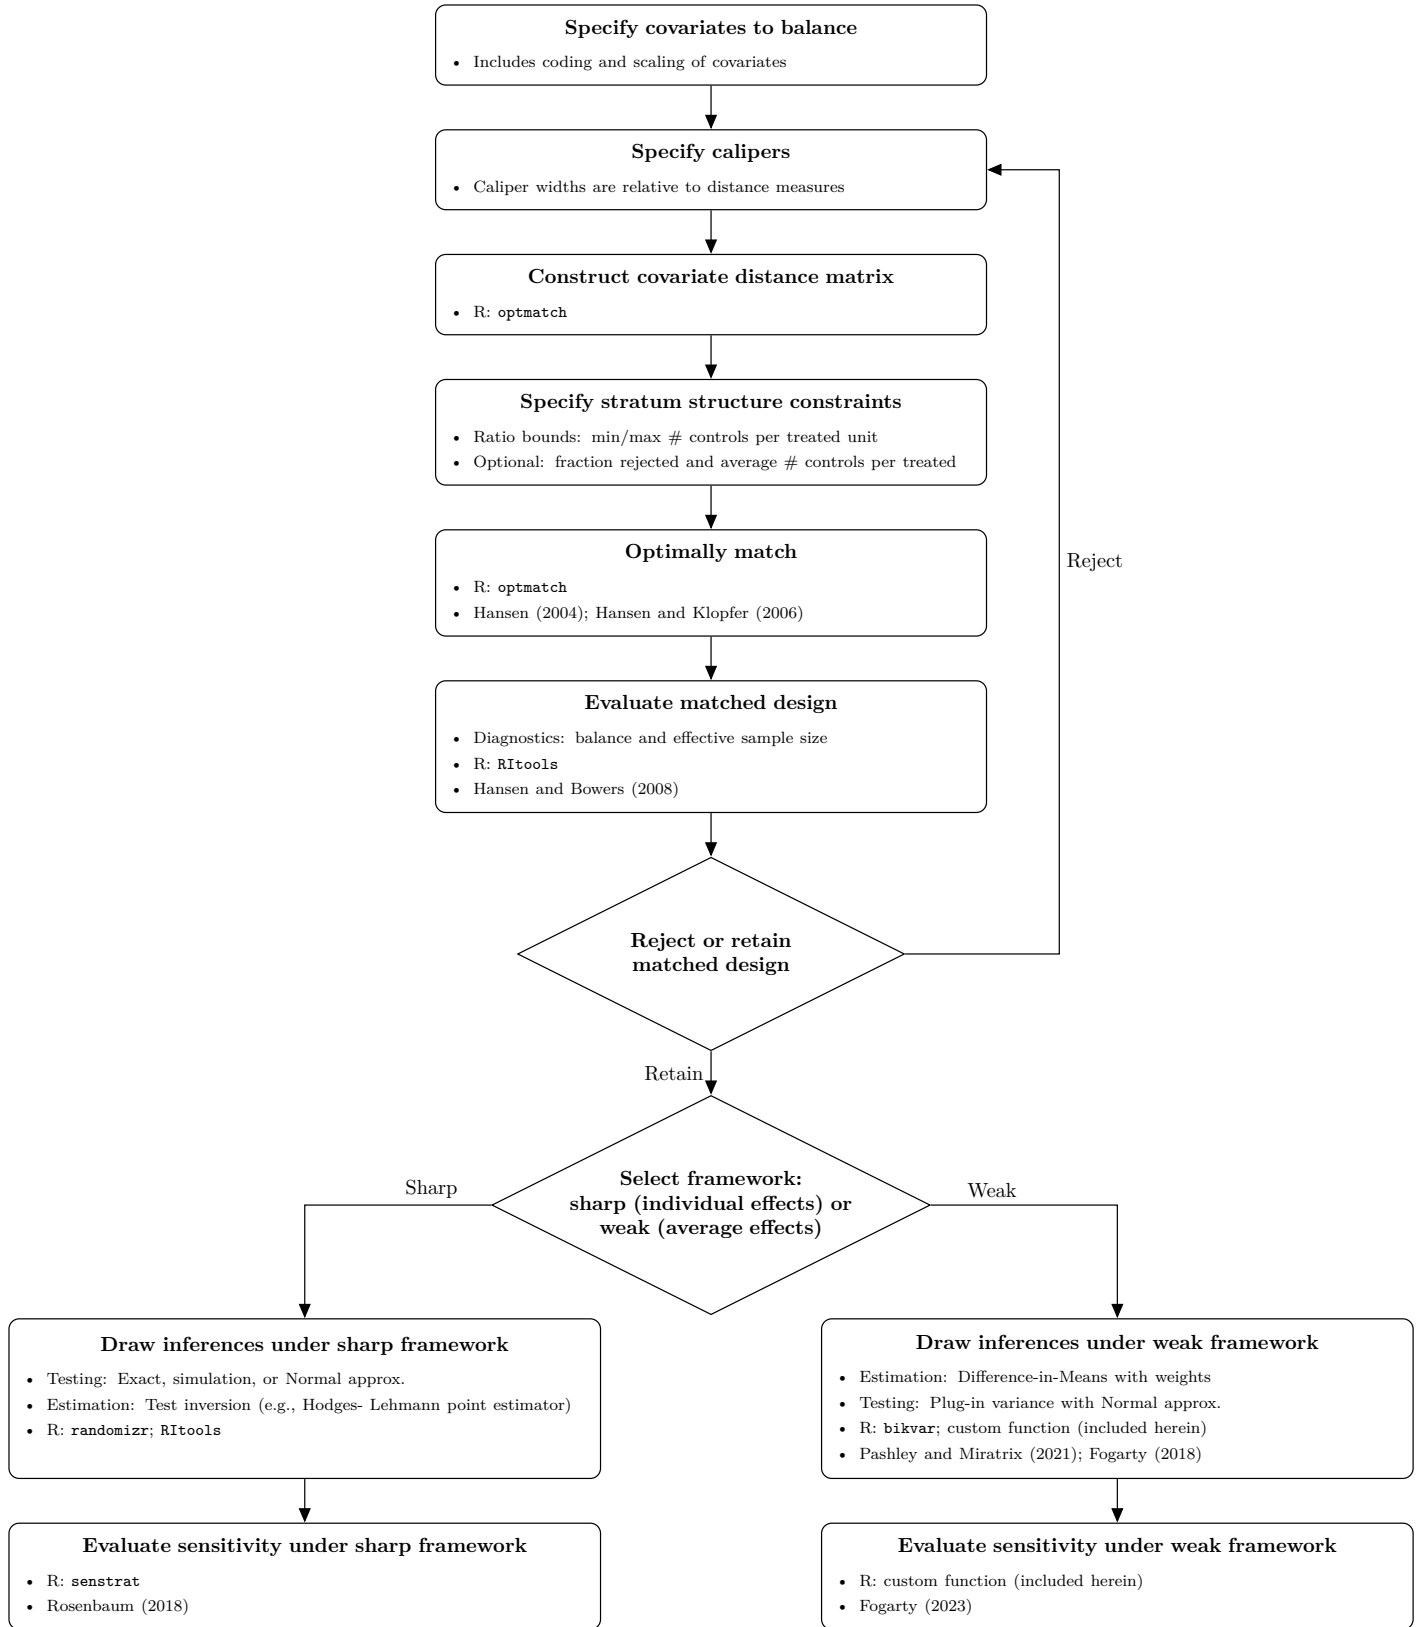 Specify covariates to balance
• Includes coding and scaling of covariates
Specify calipers
• Caliper widths are relative to distance measures
Construct covariate distance matrix
• R: optmatch
Specify stratum structure constraints
• Ratio bounds: min/max # controls per treated unit
• Optional: fraction rejected and average # controls per treated
Optimally match
• R: optmatch
• Hansen (2004); Hansen and Klopfer (2006)
Reject
Evaluate matched design
• Diagnostics: balance and effective sample size
• R: RItools
• Hansen and Bowers (2008)
Reject or retain
matched design
Retain
Select framework:
sharp (individual effects) or
weak (average effects)
Sharp
Weak
Draw inferences under sharp framework
• Testing: Exact, simulation, or Normal approx.
• Estimation: Test inversion (e.g., Hodges- Lehmann point estimator)
• R: randomizr; RItools
Draw inferences under weak framework
• Estimation: Difference-in-Means with weights
• Testing: Plug-in variance with Normal approx.
• R: bikvar; custom function (included herein)
• Pashley and Miratrix (2021); Fogarty (2018)
Evaluate sensitivity under sharp framework
• R: senstrat
• Rosenbaum (2018)
Evaluate sensitivity under weak framework
• R: custom function (included herein)
• Fogarty (2023)